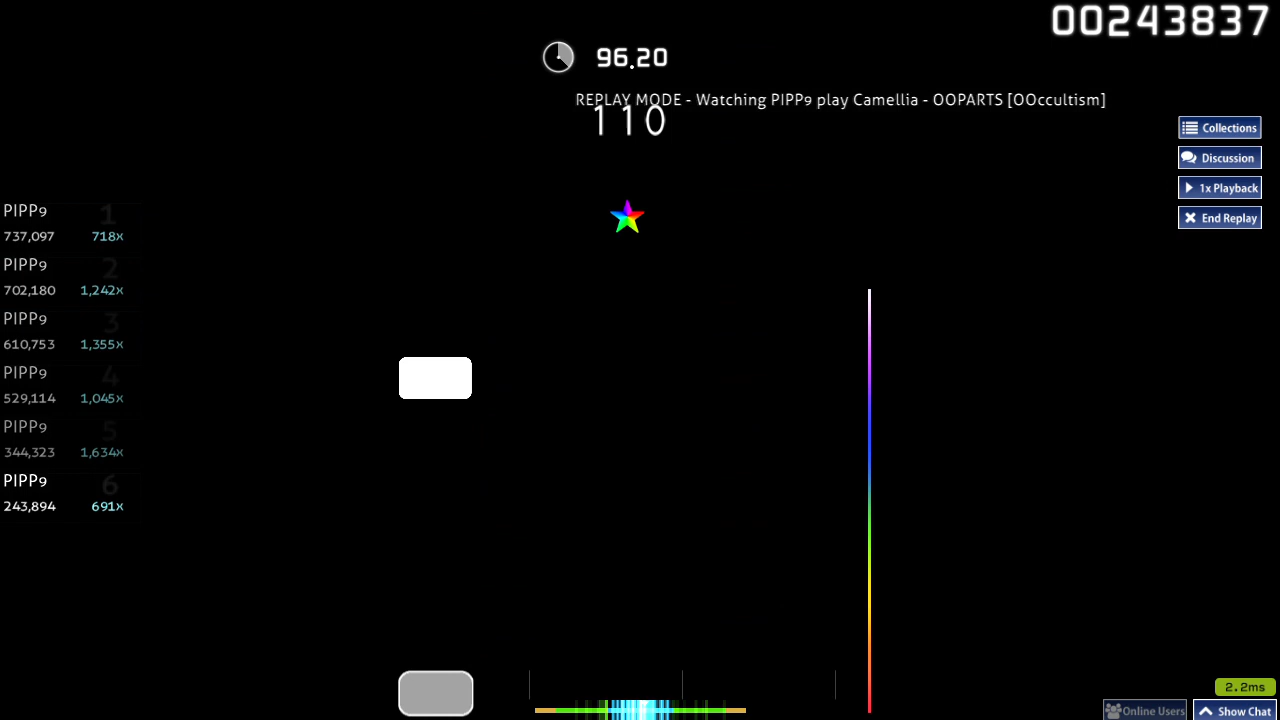 00243837
96.20
REPLAY MODE - Watching PIPP9 play Camellia - OOPARTS [OOccultism]
110
Collections
Discussion
1x Playback
End Replay
PIPP9 1
737,097 718x
PIPP9 2
702,180 1,242x
PIPP9 3
610,753 1,355x
PIPP9 4
529,114 1,045x
PIPP9 5
344,323 1,634x
PIPP9 6
243,894 691x
2.2ms
Online Users
Show Chat